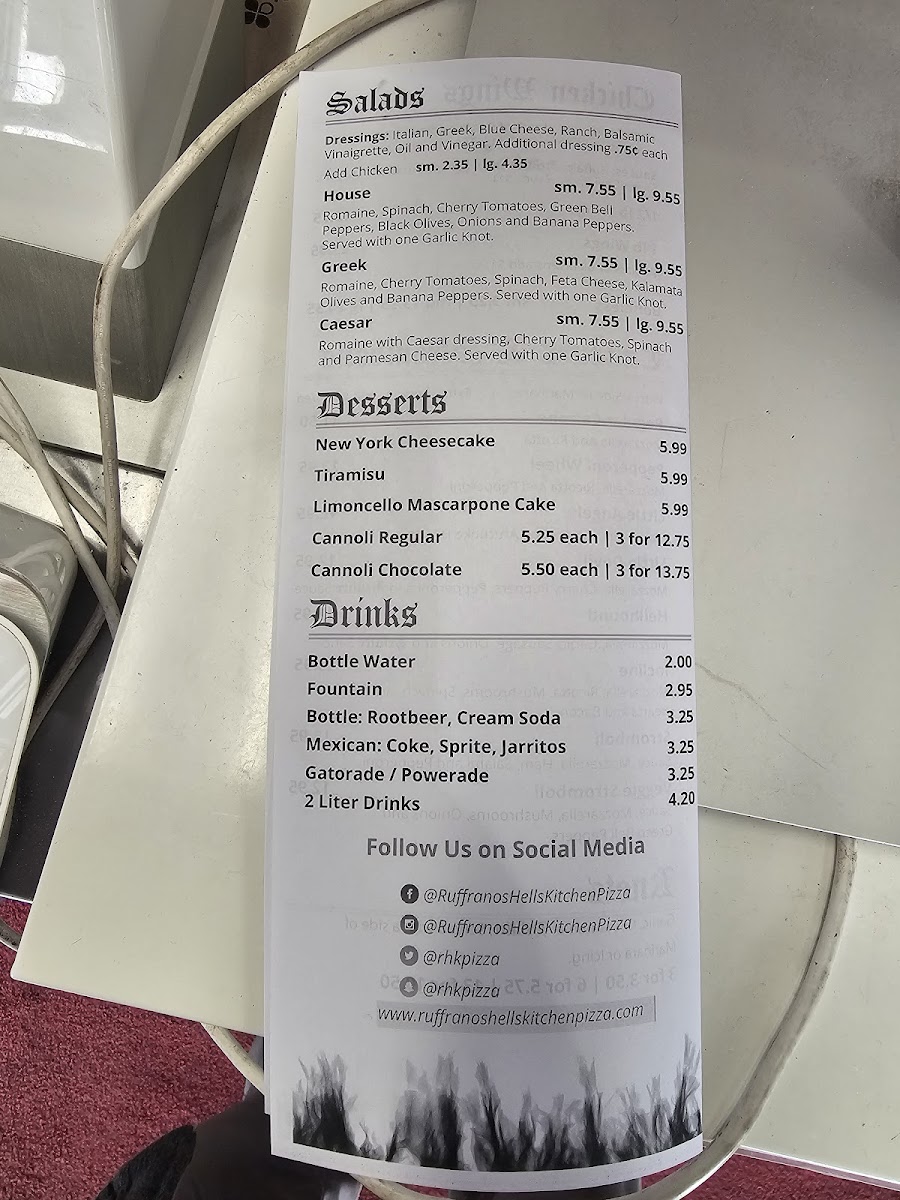 Salads
Dressings: Italian, Greek, Blue Cheese, Ranch, Balsamic
Vinaigrette, Oil and Vinegar. Additional dressing .75¢ each
Add Chicken sm. 2.35 | lg. 4.35
House sm. 7.55 | lg. 9.55
Romaine, Spinach, Cherry Tomatoes, Green Bell
Peppers, Black Olives, Onions and Banana Peppers.
Served with one Garlic Knot.
Greek sm. 7.55 | lg. 9.55
Romaine, Cherry Tomatoes, Spinach, Feta Cheese, Kalamata
Olives and Banana Peppers. Served with one Garlic Knot.
Caesar sm. 7.55 | lg. 9.55
Romaine with Caesar dressing, Cherry Tomatoes, Spinach
and Parmesan Cheese. Served with one Garlic Knot.
Desserts
New York Cheesecake 5.99
Tiramisu 5.99
Limoncello Mascarpone Cake 5.99
Cannoli Regular 5.25 each | 3 for 12.75
Cannoli Chocolate 5.50 each | 3 for 13.75
Drinks
Bottle Water 2.00
Fountain 2.95
Bottle: Rootbeer, Cream Soda 3.25
Mexican: Coke, Sprite, Jarritos 3.25
Gatorade / Powerade 3.25
2 Liter Drinks 4.20
Follow Us on Social Media
@RuffranosHellsKitchenPizza
@RuffranosHellsKitchenPizza
@rhkpizza
@rhkpizza
www.ruffranoshellskitchenpizza.com